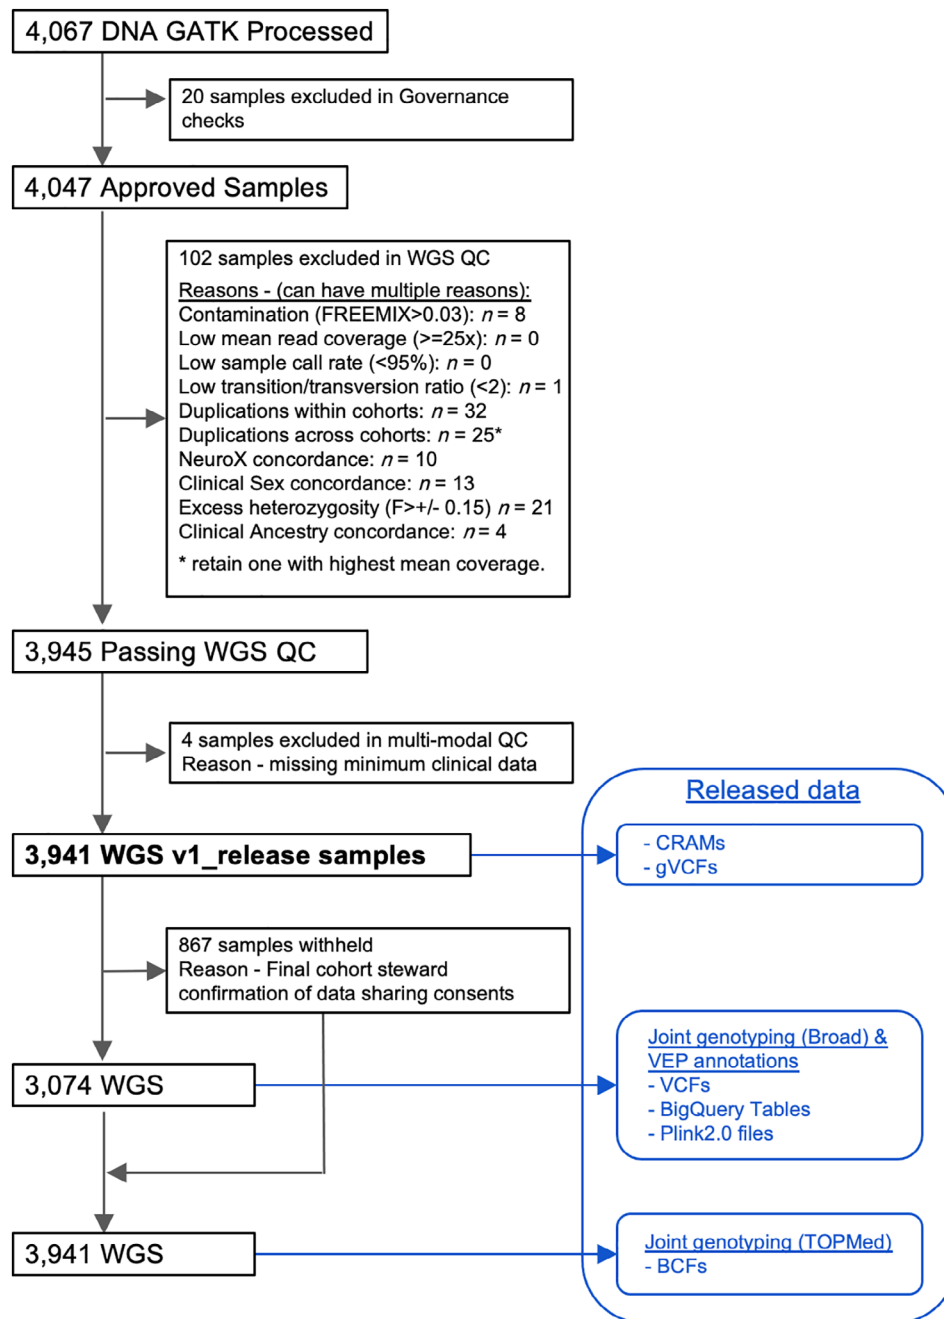 4,067 DNA GATK Processed
20 samples excluded in Governance
checks
4,047 Approved Samples
102 samples excluded in WGS QC
Reasons - (can have multiple reasons):
Contamination (FREEMIX>0.03): n = 8
Low mean read coverage (>=25x): n = 0
Low sample call rate (<95%): n = 0
Low transition/transversion ratio (<2): n = 1
Duplications within cohorts: n = 32
Duplications across cohorts: n = 25*
NeuroX concordance: n = 10
Clinical Sex concordance: n = 13
Excess heterozygosity (F>+/- 0.15) n = 21
Clinical Ancestry concordance: n = 4
* retain one with highest mean coverage.
3,945 Passing WGS QC
4 samples excluded in multi-modal QC
Reason - missing minimum clinical data
Released data
3,941 WGS v1_release samples
- CRAMs
- gVCFs
867 samples withheld
Reason - Final cohort steward
confirmation of data sharing consents
3,074 WGS
Joint genotyping (Broad) &
VEP annotations
- VCFs
- BigQuery Tables
- Plink2.0 files
3,941 WGS
Joint genotyping (TOPMed)
- BCFs